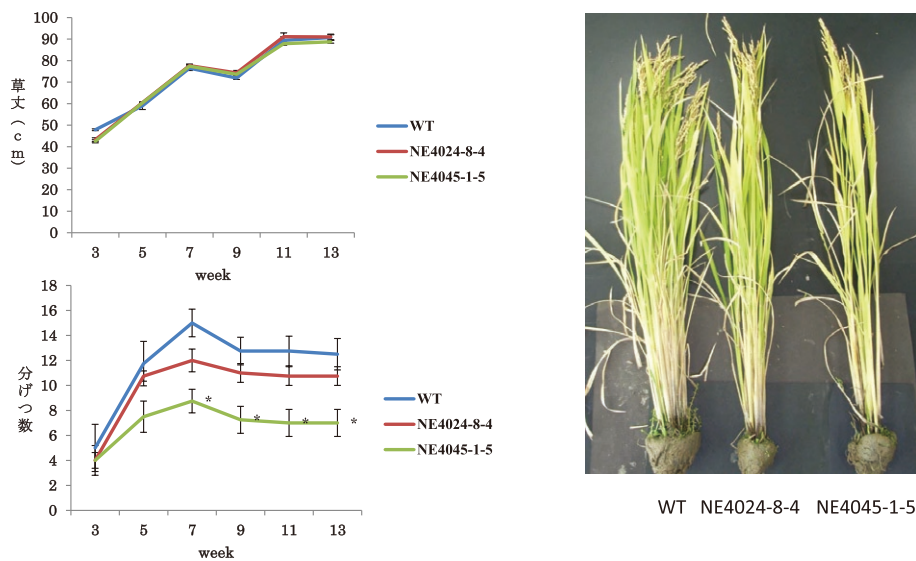 100
90
80
70
60
50
40
30
20
10
0
草丈（cm）
3 5 7 9 11 13
week
WT
NE4024-8-4
NE4045-1-5
18
16
14
12
10
8
6
4
2
0
分げつ数
* * * *
3 5 7 9 11 13
week
WT
NE4024-8-4
NE4045-1-5
WT NE4024-8-4 NE4045-1-5